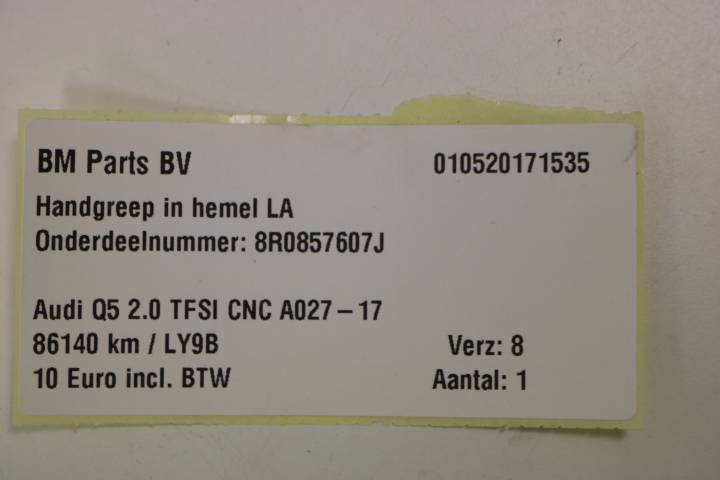 BM Parts BV 010520171535
Handgreep in hemel LA
Onderdeelnummer: 8R0857607J
Audi Q5 2.0 TFSI CNC A027 – 17
86140 km / LY9B Verz: 8
10 Euro incl. BTW Aantal: 1